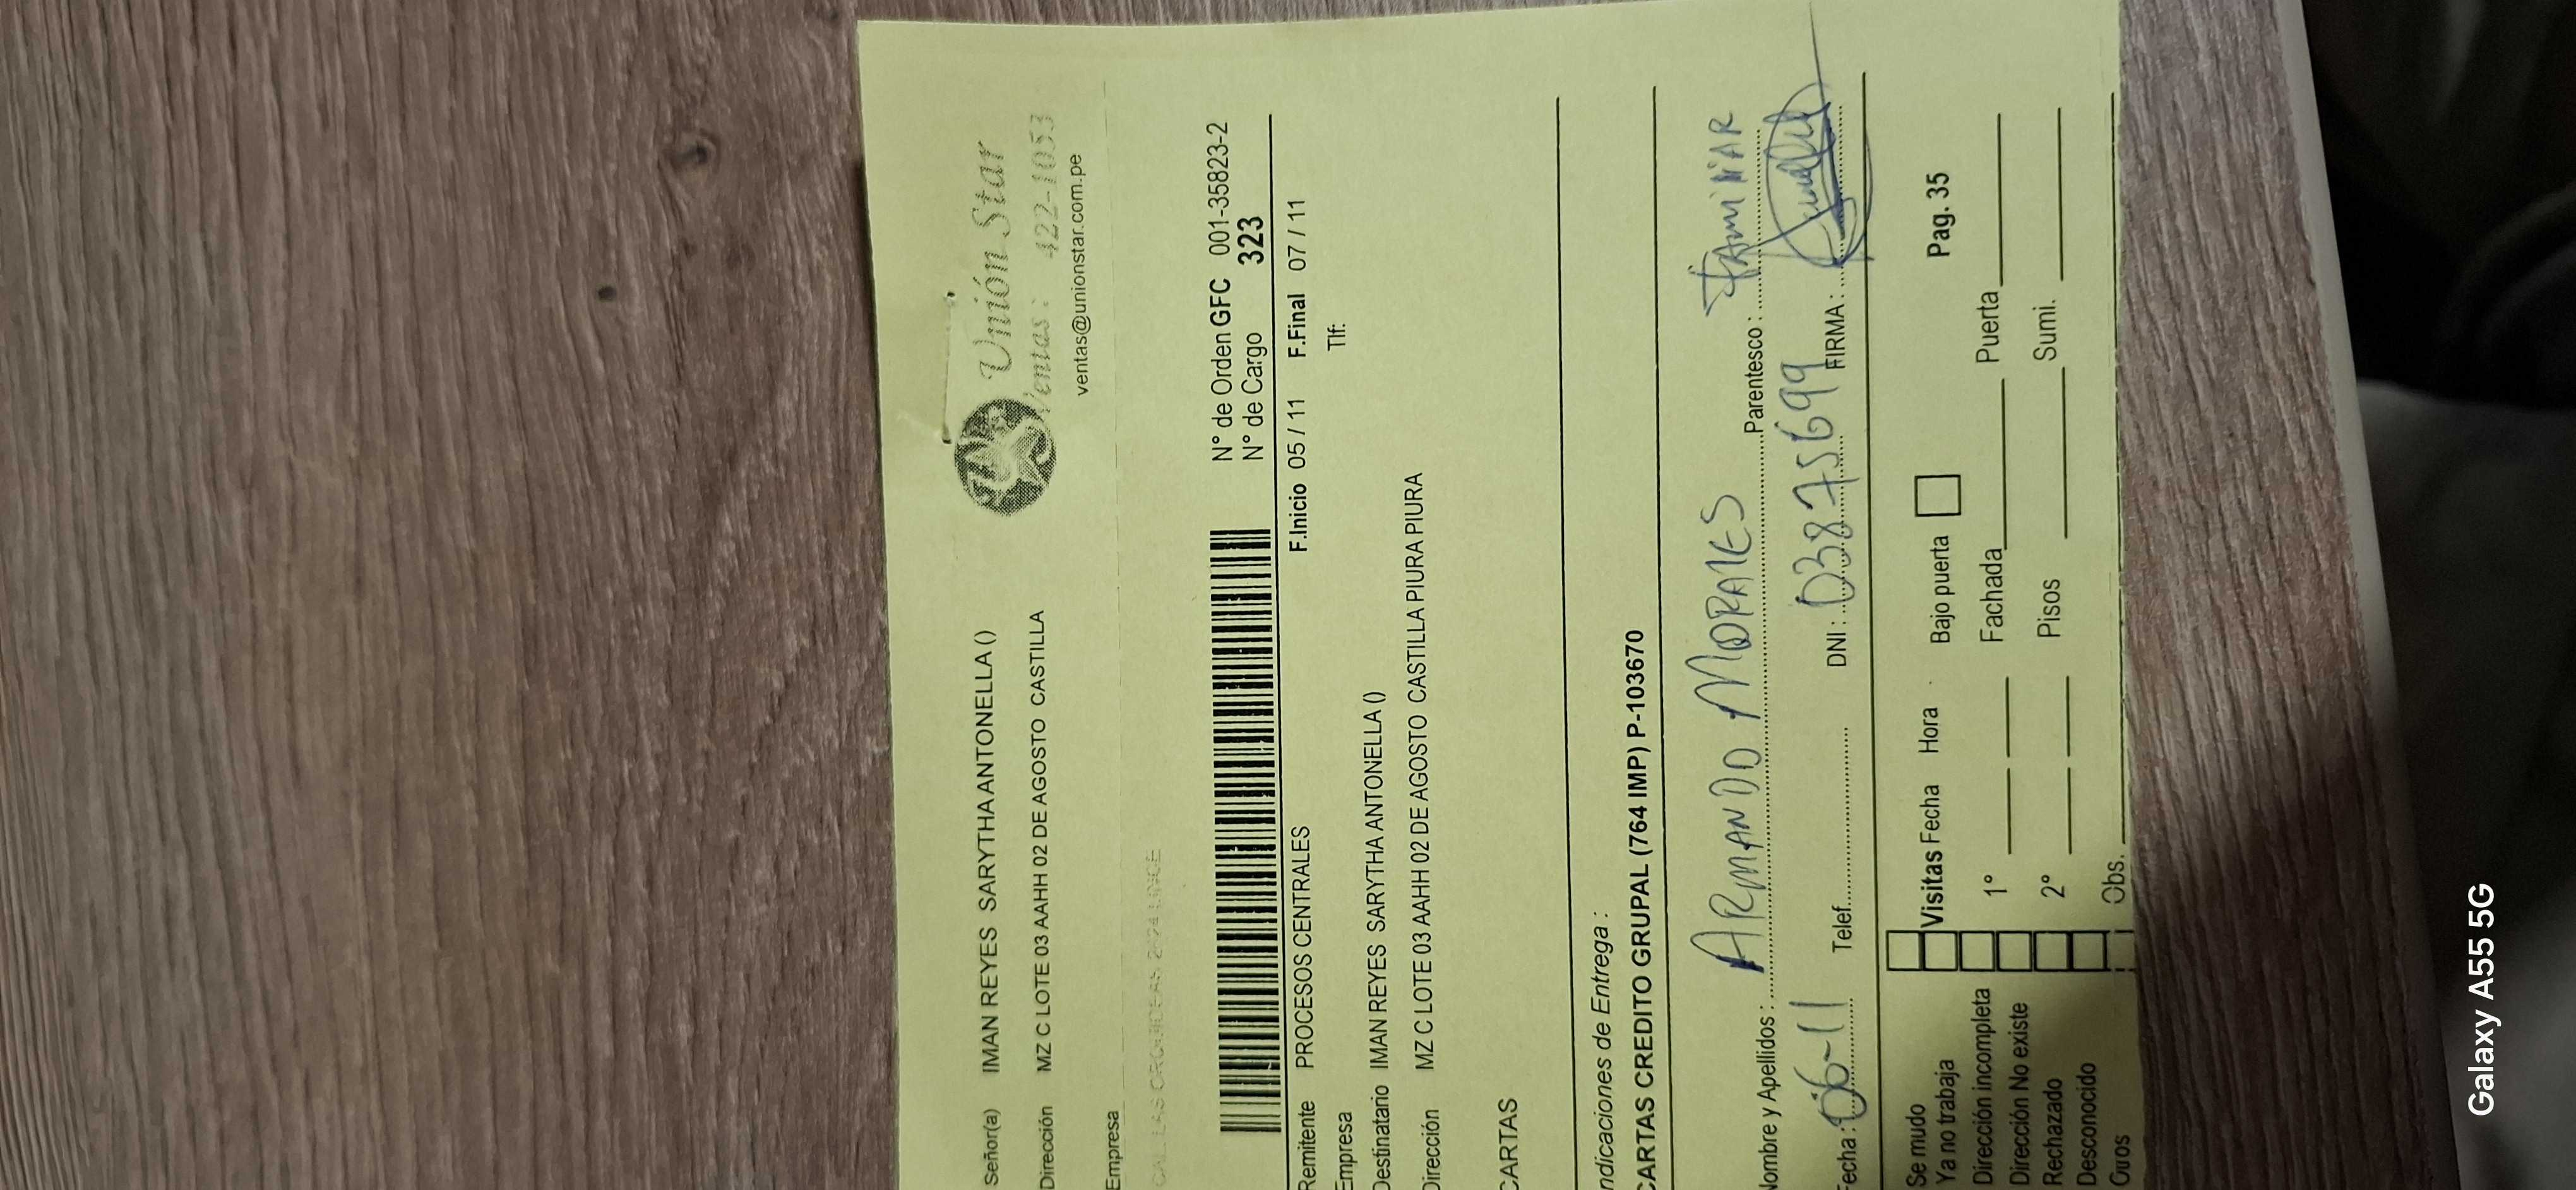 Unión Star
Ventas: 422-1053
ventas@unionstar.com.pe
Señor(a) IMAN REYES SARYTHA ANTONELLA ()
Dirección MZ C LOTE 03 AAHH 02 DE AGOSTO CASTILLA
Empresa
N° de Orden GFC 001-35823-2
N° de Cargo 323
Remitente PROCESOS CENTRALES F.Inicio 05 / 11 F.Final 07 / 11
Empresa Tlf:
Destinatario IMAN REYES SARYTHA ANTONELLA ()
Dirección MZ C LOTE 03 AAHH 02 DE AGOSTO CASTILLA PIURA PIURA
CARTAS
ndicaciones de Entrega :
CARTAS CREDITO GRUPAL (764 IMP) P-103670
Nombre y Apellidos : ARMANDO MORALES Parentesco :
Fecha : 06-11 Telef. DNI : 03875699 FIRMA :
Se mudo
Ya no trabaja Visitas Fecha Hora Bajo puerta Pag. 35
Dirección incompleta 1° Fachada Puerta
Dirección No existe
Rechazado 2° Pisos Sumi.
Desconocido
Otros Obs.
Galaxy A55 5G